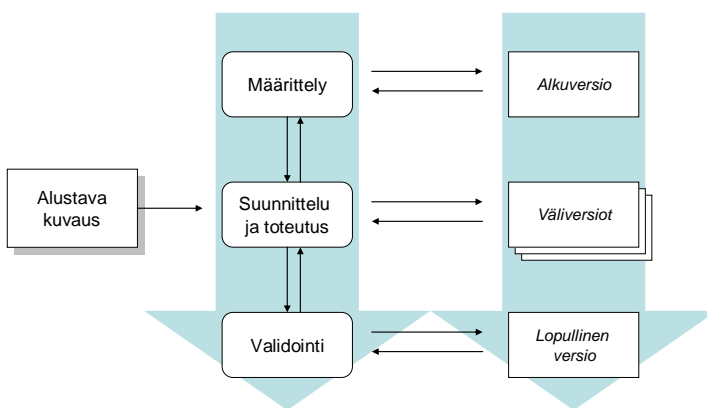 Määrittely
Alkuversio
Alustava
kuvaus
Suunnittelu
ja toteutus
Väliversiot
Validointi
Lopullinen
versio